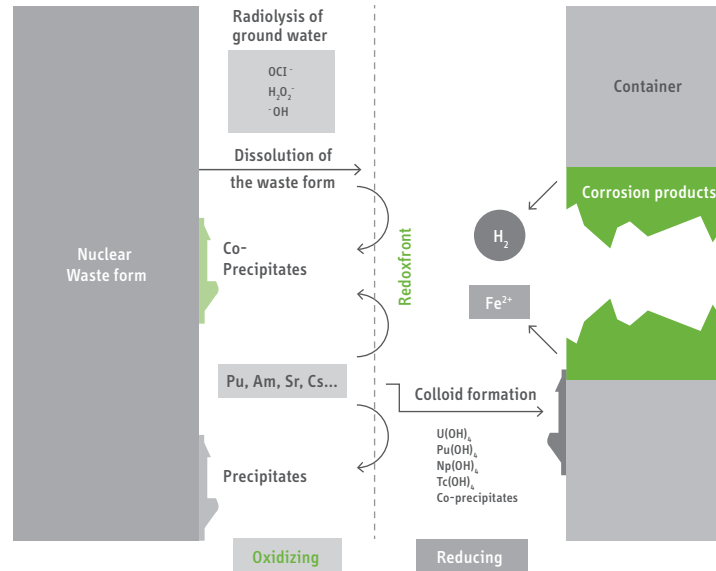 Radiolysis of
ground water
OCl⁻
H₂O₂⁻
⁻OH
Container
Dissolution of
the waste form
Corrosion products
Nuclear
Waste form
Co-
Precipitates
Redoxfront
H₂
Fe²⁺
Pu, Am, Sr, Cs...
Colloid formation
U(OH)₄
Pu(OH)₄
Np(OH)₄
Tc(OH)₄
Co-precipitates
Precipitates
Oxidizing
Reducing